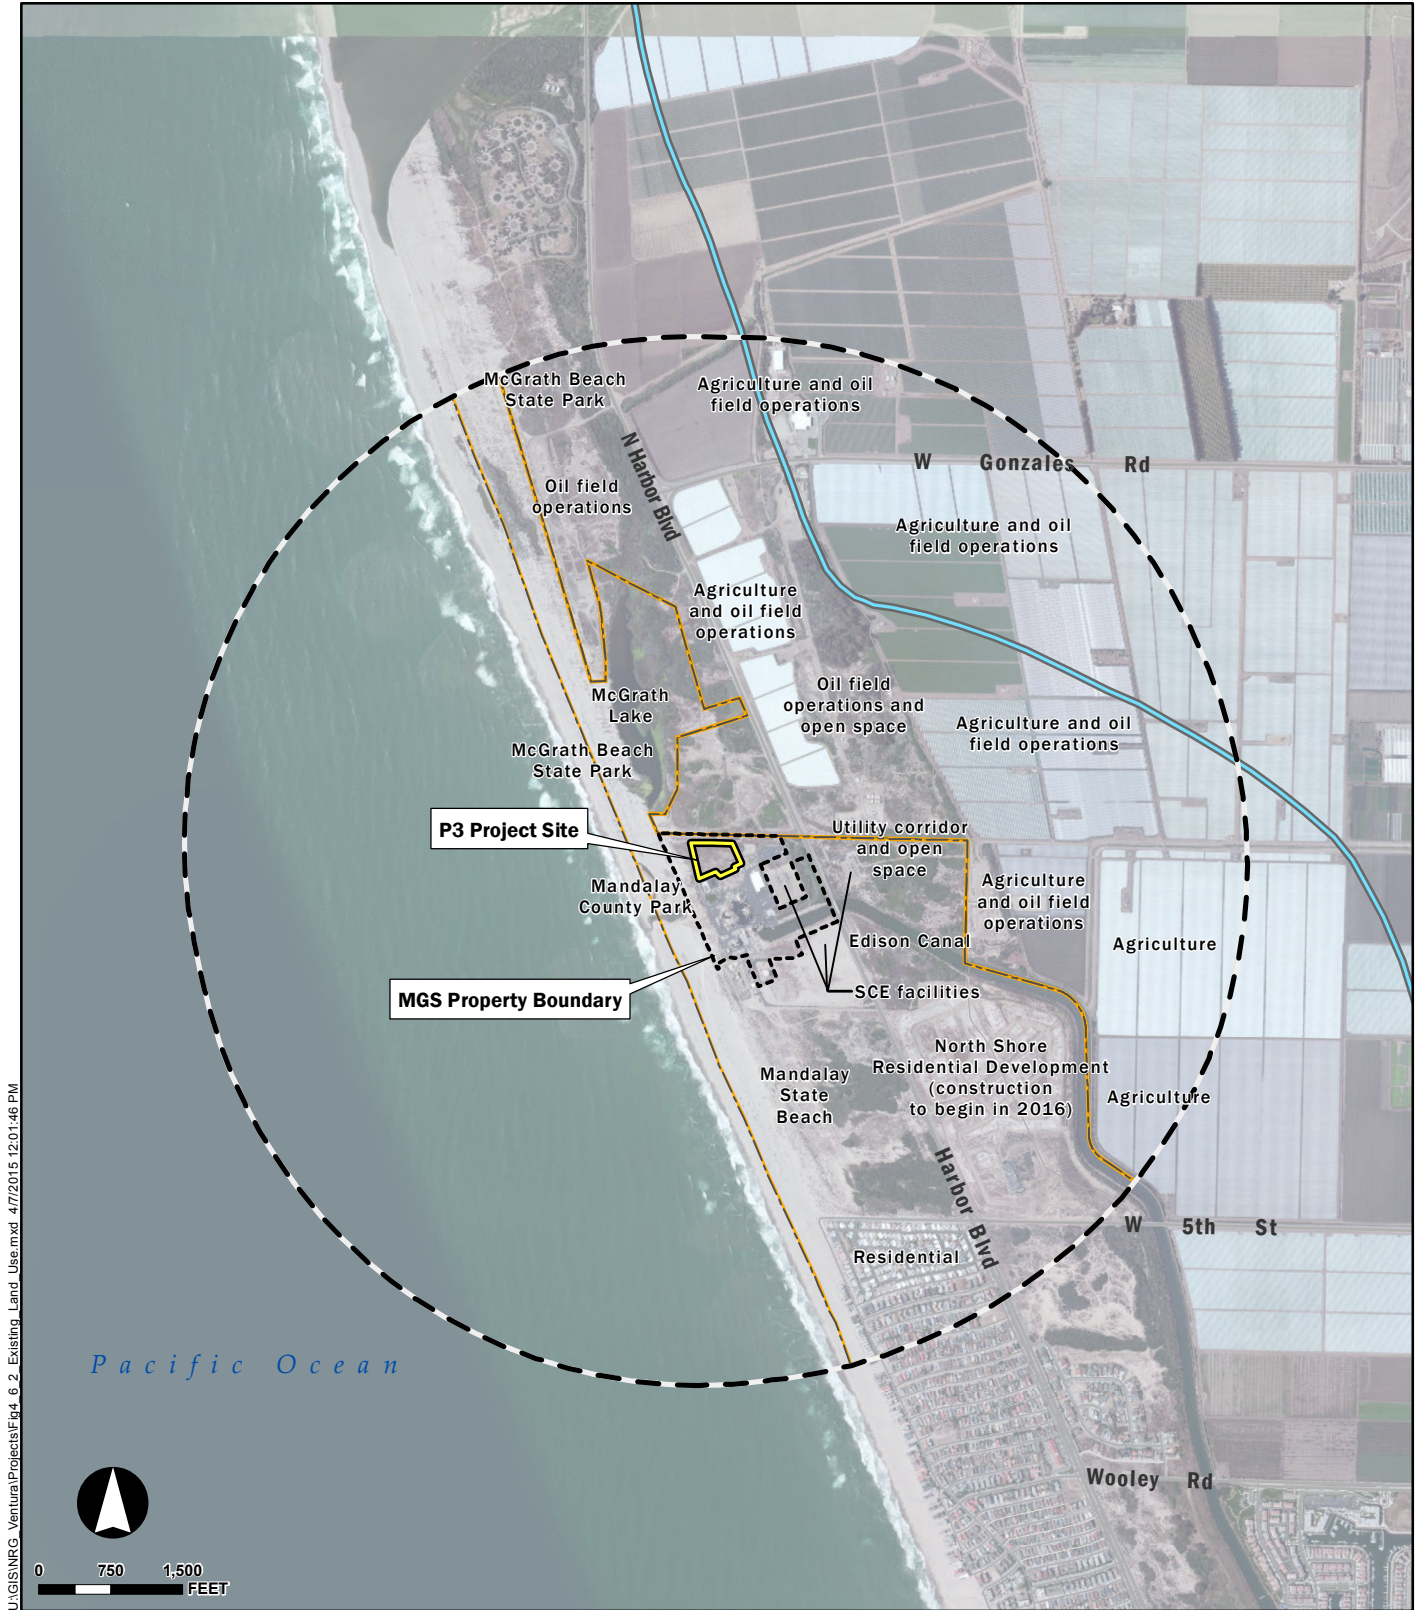 McGrath Beach
State Park
Agriculture and oil
field operations
N Harbor Blvd
W Gonzales Rd
Oil field
operations
Agriculture and oil
field operations
Agriculture
and oil field
operations
McGrath
Lake
Oil field
operations and
open space
Agriculture and oil
field operations
McGrath Beach
State Park
P3 Project Site
Utility corridor
and open
space
Mandalay
County Park
Agriculture
and oil field
operations
Agriculture
Edison Canal
MGS Property Boundary
SCE facilities
North Shore
Residential Development
(construction
to begin in 2016)
Mandalay
State
Beach
Agriculture
Harbor Blvd
W 5th St
Residential
Pacific Ocean
Wooley Rd
0 750 1,500
FEET
U:\GIS\NRG_Ventura\Projects\Fig4_6_2_Existing_Land_Use.mxd 4/7/2015 12:01:46 PM